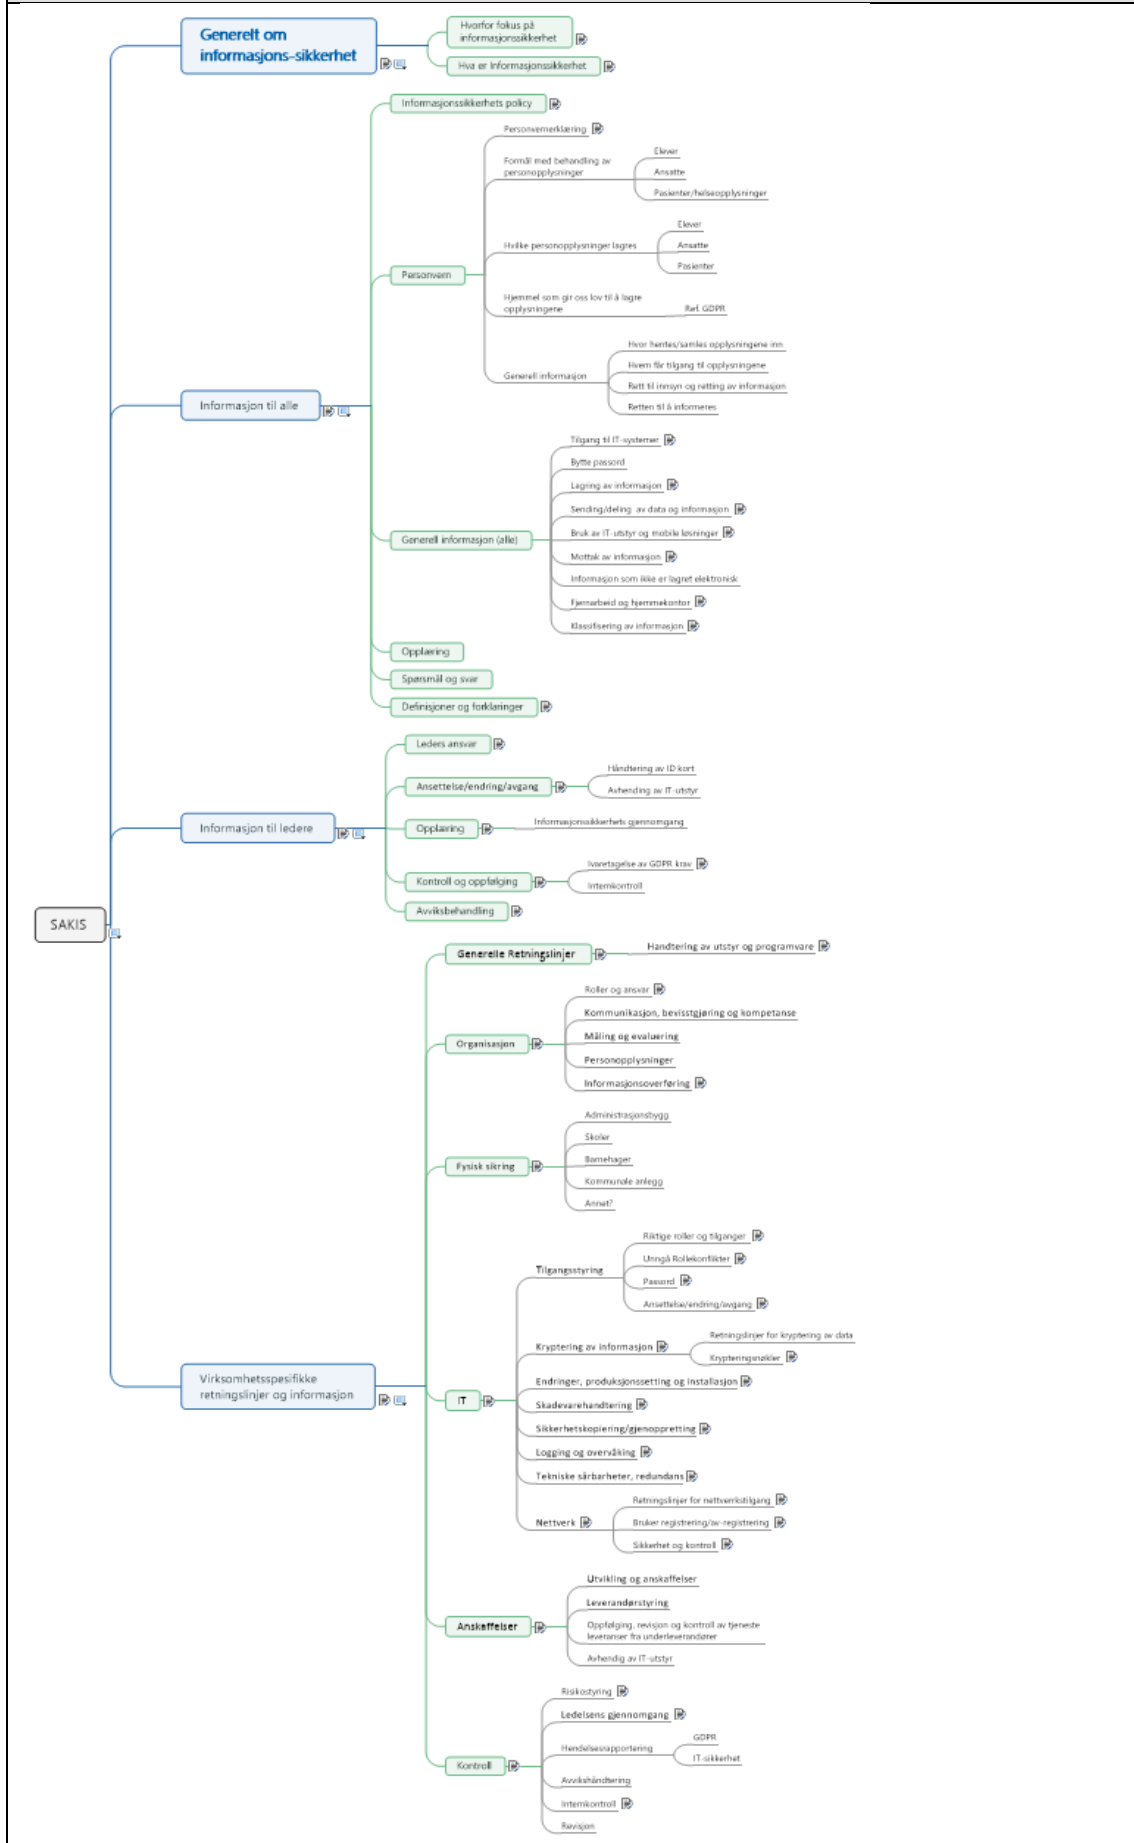 Generelt om
informasjons-sikkerhet
Hvorfor fokus på
informasjonssikkerhet
Hva er Informasjonssikkerhet
Informasjonssikkerhets policy
Personvernerklæring
Formål med behandling av
personopplysninger
Elever
Ansatte
Pasienter/helseopplysninger
Personvern
Hvilke personopplysninger lagres
Elever
Ansatte
Pasienter
Hjemmel som gir oss lov til å lagre
opplysningene
Ref. GDPR
Generell informasjon
Hvor hentes/samles opplysningene inn
Hvem får tilgang til opplysningene
Rett til innsyn og retting av informasjon
Retten til å informeres
Informasjon til alle
Generell informasjon (alle)
Tilgang til IT-systemer
Bytte passord
Lagring av informasjon
Sending/deling av data og informasjon
Bruk av IT-utstyr og mobile løsninger
Mottak av informasjon
Informasjon som ikke er lagret elektronisk
Fjernarbeid og hjemmekontor
Klassifisering av informasjon
Opplæring
Spørsmål og svar
Definisjoner og forklaringer
Informasjon til ledere
Leders ansvar
Ansettelse/endring/avgang
Håndtering av ID kort
Avhending av IT-utstyr
Opplæring
Informasjonssikkerhets gjennomgang
Kontroll og oppfølging
Ivaretagelse av GDPR krav
Internkontroll
Avviksbehandling
SAKIS
Generelle Retningslinjer
Handtering av utstyr og programvare
Organisasjon
Roller og ansvar
Kommunikasjon, bevisstgjøring og kompetanse
Måling og evaluering
Personopplysninger
Informasjonsoverføring
Fysisk sikring
Administrasjonsbygg
Skoler
Barnehager
Kommunale anlegg
Annet?
Virksomhetsspesifikke
retningslinjer og informasjon
IT
Tilgangsstyring
Riktige roller og tilganger
Unngå Rollekonflikter
Passord
Ansettelse/endring/avgang
Kryptering av informasjon
Retningslinjer for kryptering av data
Krypteringsnøkler
Endringer, produksjonssetting og installasjon
Skadevarehandtering
Sikkerhetskopiering/gjenoppretting
Logging og overvåking
Tekniske sårbarheter, redundans
Nettverk
Retningslinjer for nettverkstilgang
Bruker registrering/av-registrering
Sikkerhet og kontroll
Anskaffelser
Utvikling og anskaffelser
Leverandørstyring
Oppfølging, revisjon og kontroll av tjeneste
leveranser fra underleverandører
Avhendig av IT-utstyr
Kontroll
Risikostyring
Ledelsens gjennomgang
Hendelsesrapportering
GDPR
IT-sikkerhet
Avvikshåndtering
Internkontroll
Revisjon